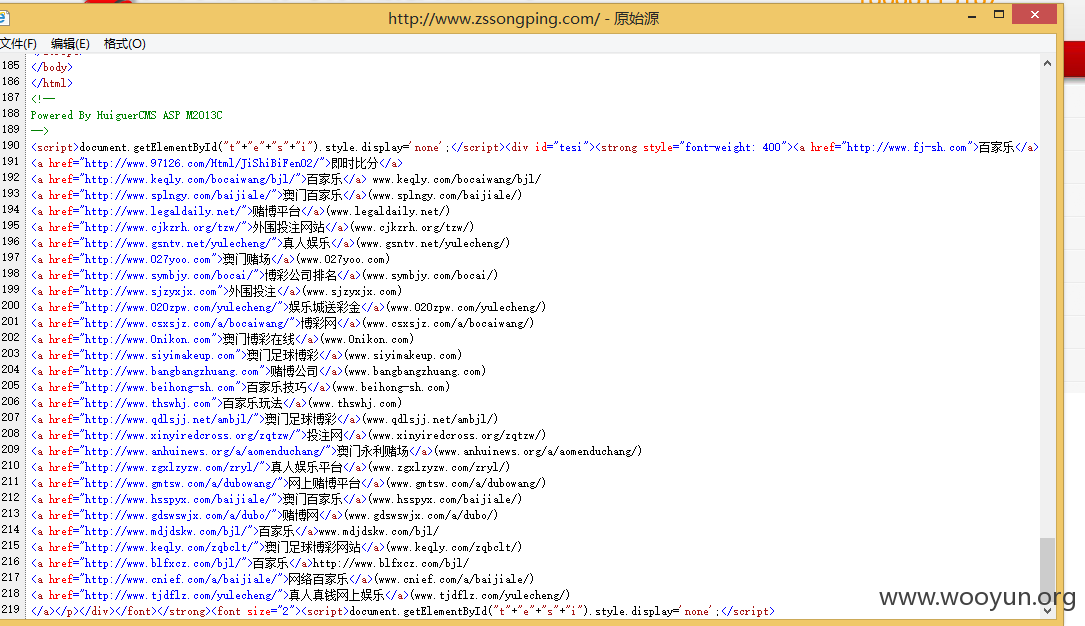 http://www.zssongping.com/ - 原始源
文件(F) 编辑(E) 格式(O)
185 </body>
186 </html>
187 <!--
188 Powered By HuiguerCMS ASP M2013C
189 -->
190 <script>document.getElementById("t"+"e"+"s"+"i").style.display='none';</script><div id="tesi"><strong style="font-weight: 400"><a href="http://www.fj-sh.com">百家乐</a>
191 <a href="http://www.97126.com/Html/JiShiBiFen02/">即时比分</a>
192 <a href="http://www.keqly.com/bocaiwang/bjl/">百家乐</a> www.keqly.com/bocaiwang/bjl/
193 <a href="http://www.splngy.com/baijiale/">澳门百家乐</a>(www.splngy.com/baijiale/)
194 <a href="http://www.legaldaily.net/">赌博平台</a>(www.legaldaily.net/)
195 <a href="http://www.cjkzrh.org/tzw/">外围投注网站</a>(www.cjkzrh.org/tzw/)
196 <a href="http://www.gsntv.net/yulecheng/">真人娱乐</a>(www.gsntv.net/yulecheng/)
197 <a href="http://www.027yoo.com">澳门赌场</a>(www.027yoo.com)
198 <a href="http://www.symbjy.com/bocai/">博彩公司排名</a>(www.symbjy.com/bocai/)
199 <a href="http://www.sjzyxjx.com">外围投注</a>(www.sjzyxjx.com)
200 <a href="http://www.020zpw.com/yulecheng/">娱乐城送彩金</a>(www.020zpw.com/yulecheng/)
201 <a href="http://www.csxsjz.com/a/bocaiwang/">博彩网</a>(www.csxsjz.com/a/bocaiwang/)
202 <a href="http://www.0nikon.com">澳门博彩在线</a>(www.0nikon.com)
203 <a href="http://www.siyimakeup.com">澳门足球博彩</a>(www.siyimakeup.com)
204 <a href="http://www.bangbangzhuang.com">赌博公司</a>(www.bangbangzhuang.com)
205 <a href="http://www.beihong-sh.com">百家乐技巧</a>(www.beihong-sh.com)
206 <a href="http://www.thswhj.com">百家乐玩法</a>(www.thswhj.com)
207 <a href="http://www.qdlsjj.net/ambjl/">澳门足球博彩</a>(www.qdlsjj.net/ambjl/)
208 <a href="http://www.xinyiredcross.org/zqtzw/">投注网</a>(www.xinyiredcross.org/zqtzw/)
209 <a href="http://www.anhuinews.org/a/aomenduchang/">澳门永利赌场</a>(www.anhuinews.org/a/aomenduchang/)
210 <a href="http://www.zgxlzyzw.com/zryl/">真人娱乐平台</a>(www.zgxlzyzw.com/zryl/)
211 <a href="http://www.gmtsw.com/a/dubowang/">网上赌博平台</a>(www.gmtsw.com/a/dubowang/)
212 <a href="http://www.hsspyx.com/baijiale/">澳门百家乐</a>(www.hsspyx.com/baijiale/)
213 <a href="http://www.gdswswjx.com/a/dubo/">赌博网</a>(www.gdswswjx.com/a/dubo/)
214 <a href="http://www.mdjdskw.com/bjl/">百家乐</a>www.mdjdskw.com/bjl/
215 <a href="http://www.keqly.com/zqbclt/">澳门足球博彩网站</a>(www.keqly.com/zqbclt/)
216 <a href="http://www.blfxcz.com/bjl/">百家乐</a>http://www.blfxcz.com/bjl/
217 <a href="http://www.cnief.com/a/baijiale/">网络百家乐</a>(www.cnief.com/a/baijiale/)
218 <a href="http://www.tjdflz.com/yulecheng/">真人真钱网上娱乐</a>(www.tjdflz.com/yulecheng/)
219 </a></p></div></font></strong><font size="2"><script>document.getElementById("t"+"e"+"s"+"i").style.display='none';</script>
www.wooyun.org